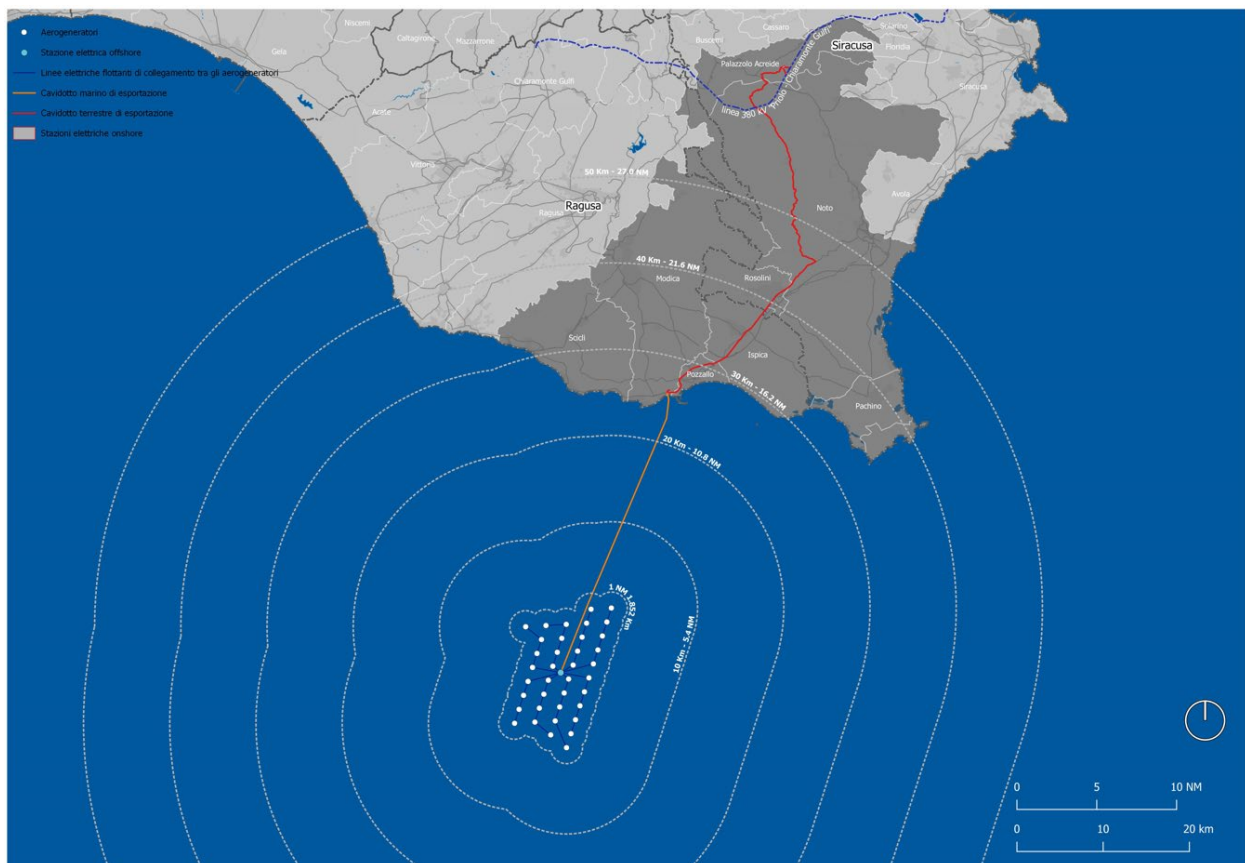 Aerogeneratori
Stazione elettrica offshore
Linee elettriche flottanti di collegamento tra gli aerogeneratori
Cavidotto marino di esportazione
Cavidotto terrestre di esportazione
Stazioni elettriche onshore
Niscemi
Gela
Caltagirone
Mazzarrone
Acate
Chiaramonte Gulfi
Vittoria
Buscemi
Cassaro
Solarino
Floridia
Siracusa
Palazzolo Acreide
Siracusa
linea 380 kV Priolo - Chiaramonte Gulfi
50 Km - 27.0 NM
Ragusa
Ragusa
Noto
Avola
40 Km - 21.6 NM
Modica
Rosolini
Scicli
Ispica
Pozzallo
30 Km - 16.2 NM
Pachino
20 Km - 10.8 NM
1 NM 1.852 Km
10 Km - 5.4 NM
0 5 10 NM
0 10 20 km